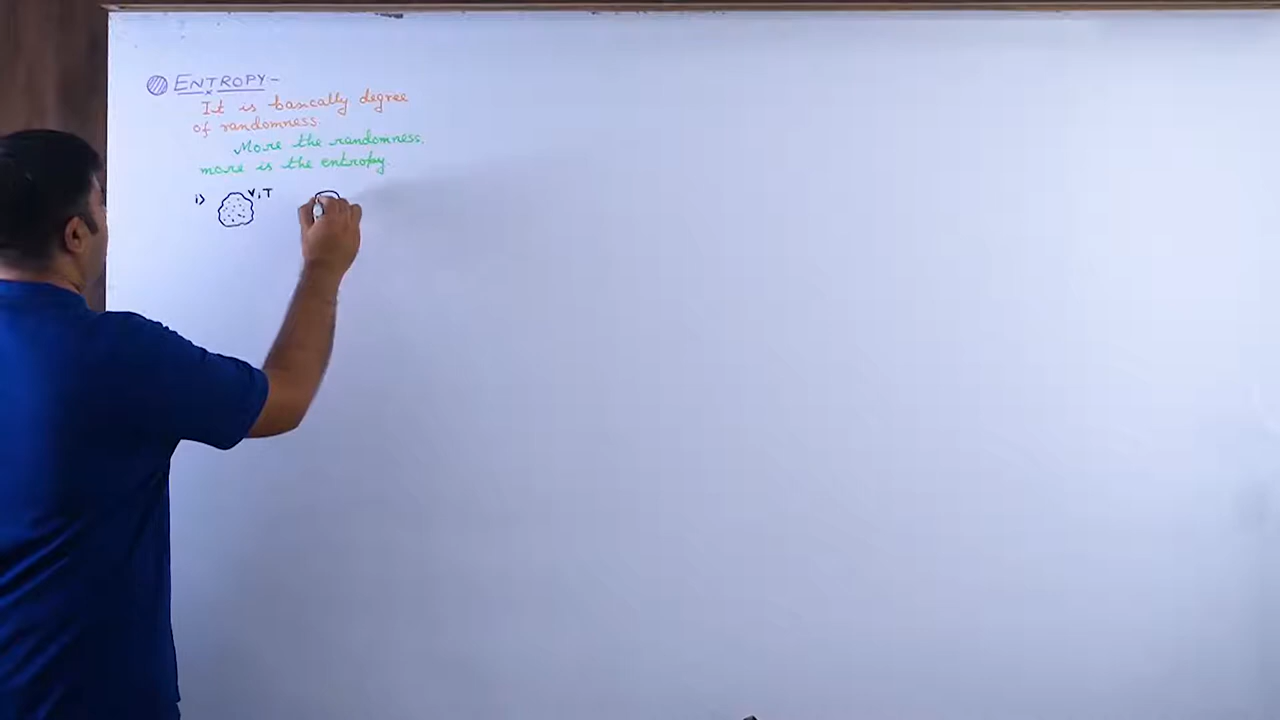 ENTROPY-
It is basically degree
of randomness.
More the randomness,
more is the entropy.
i> V,T